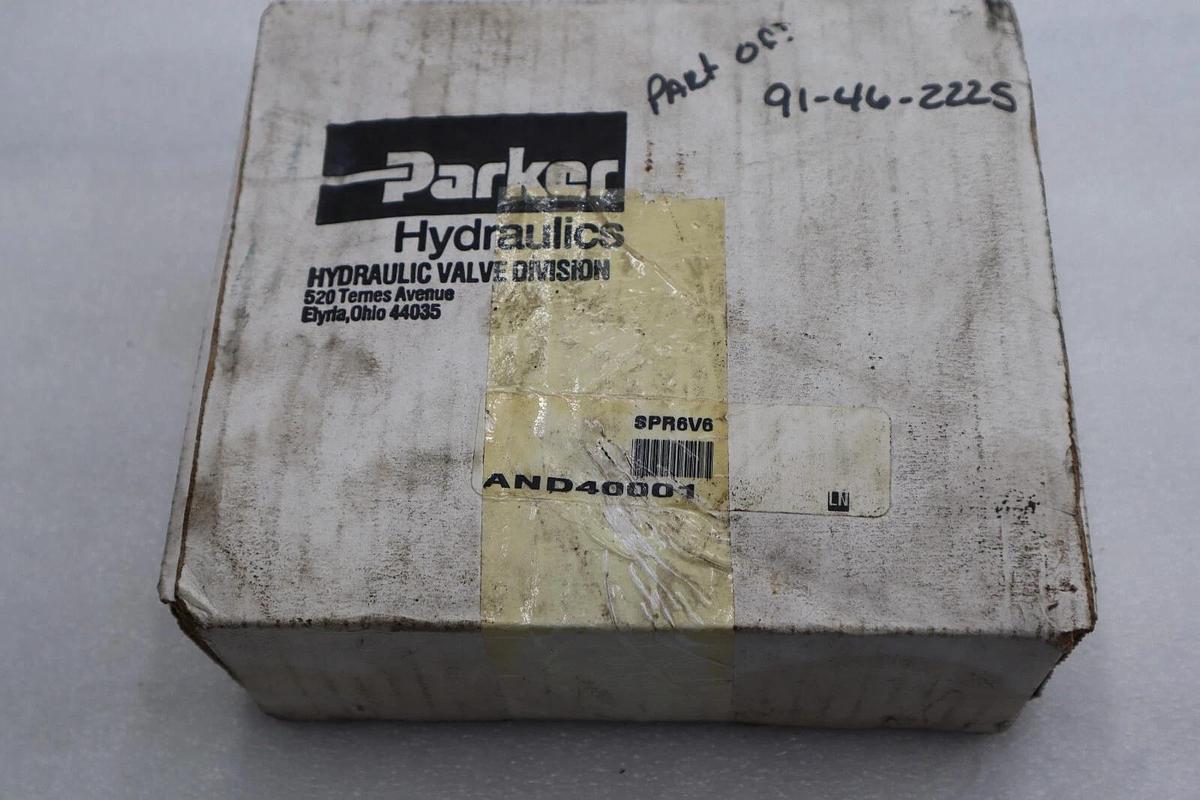 Part of:
91-46-2225
Parker
Hydraulics
HYDRAULIC VALVE DIVISION
520 Ternes Avenue
Elyria,Ohio 44035
SPR6V6
AND40001
LN